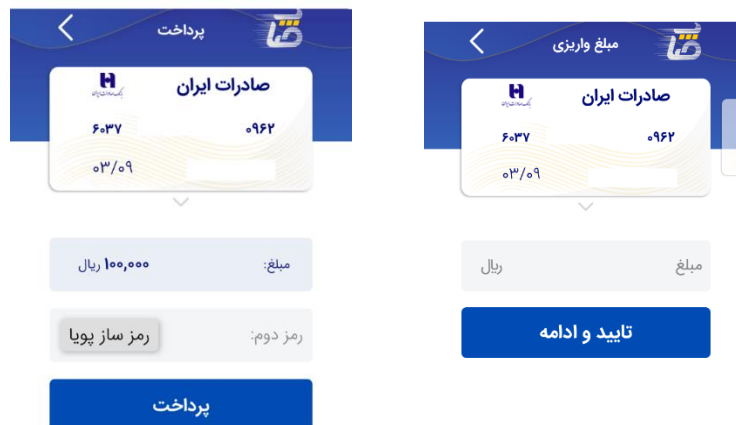 مبلغ واریزی
صادرات ایران
۶۰۳۷ ۰۹۶۲
۰۳/۰۹
مبلغ ریال
تایید و ادامه
پرداخت
صادرات ایران
۶۰۳۷ ۰۹۶۲
۰۳/۰۹
مبلغ: ۱۰۰,۰۰۰ ریال
رمز دوم: رمز ساز پویا
پرداخت